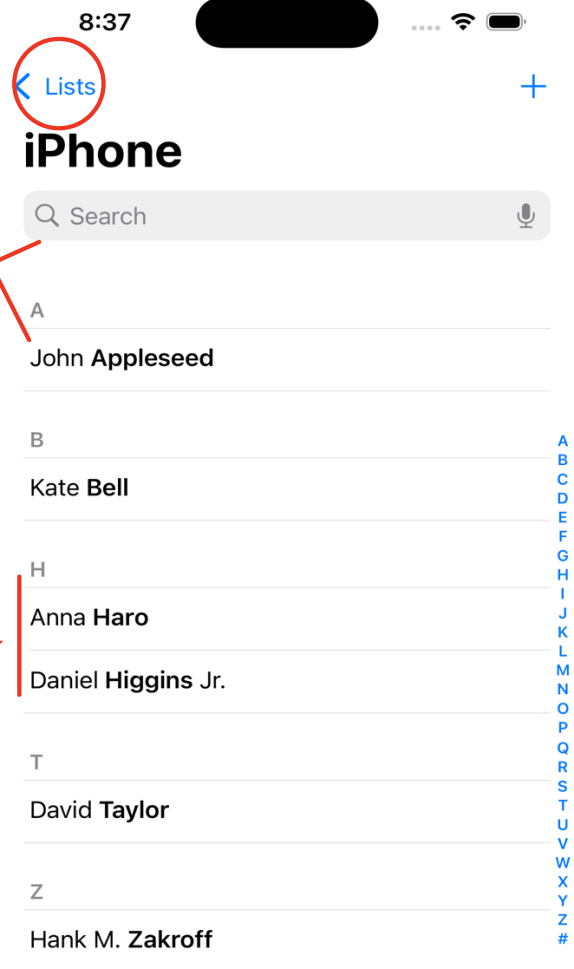 8:37
Lists
iPhone
Search
A
John Appleseed
B
Kate Bell
H
Anna Haro
Daniel Higgins Jr.
T
David Taylor
Z
Hank M. Zakroff
A
B
C
D
E
F
G
H
I
J
K
L
M
N
O
P
Q
R
S
T
U
V
W
X
Y
Z
#